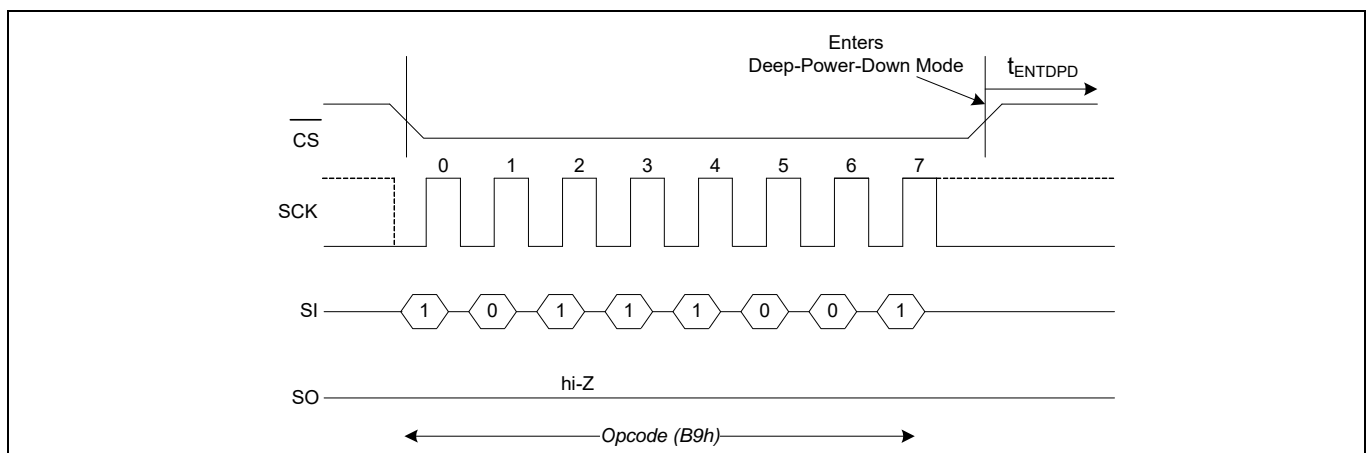 Enters
Deep-Power-Down Mode
tENTDPD
CS
0 1 2 3 4 5 6 7
SCK
SI 1 0 1 1 1 0 0 1
hi-Z
SO
Opcode (B9h)